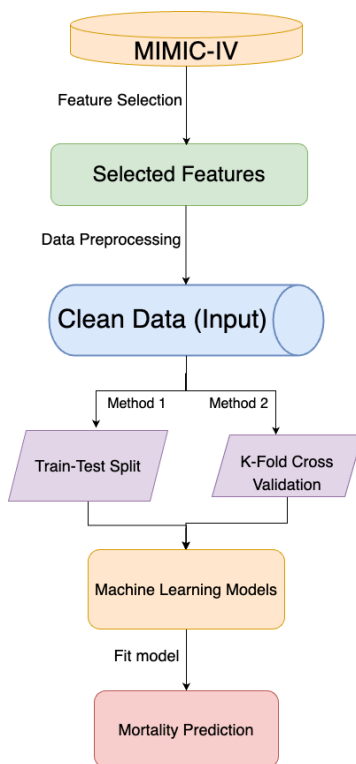 MIMIC-IV
Feature Selection
Selected Features
Data Preprocessing
Clean Data (Input)
Method 1
Method 2
Train-Test Split
K-Fold Cross
Validation
Machine Learning Models
Fit model
Mortality Prediction